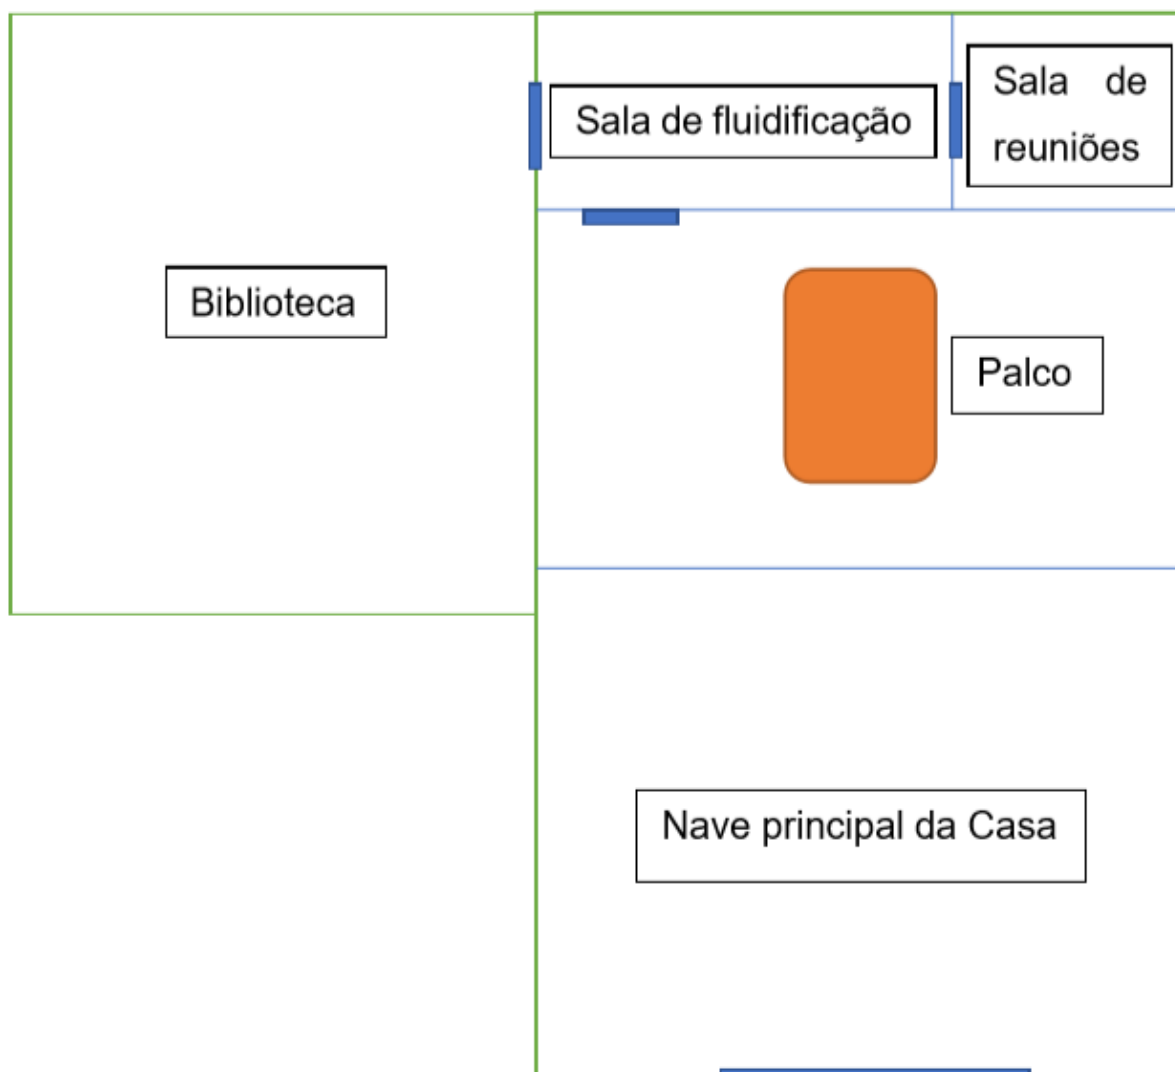 Sala de fluidificação
Sala de
reuniões
Biblioteca
Palco
Nave principal da Casa